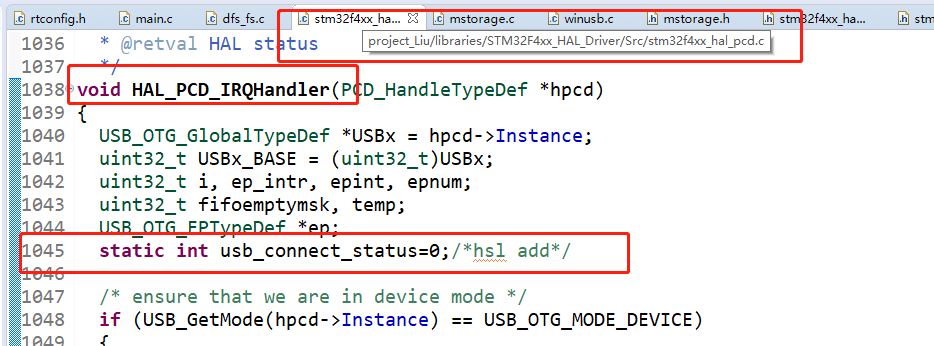 rtconfig.h main.c dfs_fs.c stm32f4xx_ha... mstorage.c winusb.c mstorage.h stm32f4xx_ha... stm
project_Liu/libraries/STM32F4xx_HAL_Driver/Src/stm32f4xx_hal_pcd.c
1036 * @retval HAL status
1037 */
1038 void HAL_PCD_IRQHandler(PCD_HandleTypeDef *hpcd)
1039 {
1040 USB_OTG_GlobalTypeDef *USBx = hpcd->Instance;
1041 uint32_t USBx_BASE = (uint32_t)USBx;
1042 uint32_t i, ep_intr, epint, epnum;
1043 uint32_t fifoemptymsk, temp;
1044 USB_OTG_EPTypeDef *ep;
1045 static int usb_connect_status=0;/*hsl add*/
1046
1047 /* ensure that we are in device mode */
1048 if (USB_GetMode(hpcd->Instance) == USB_OTG_MODE_DEVICE)
1049 {